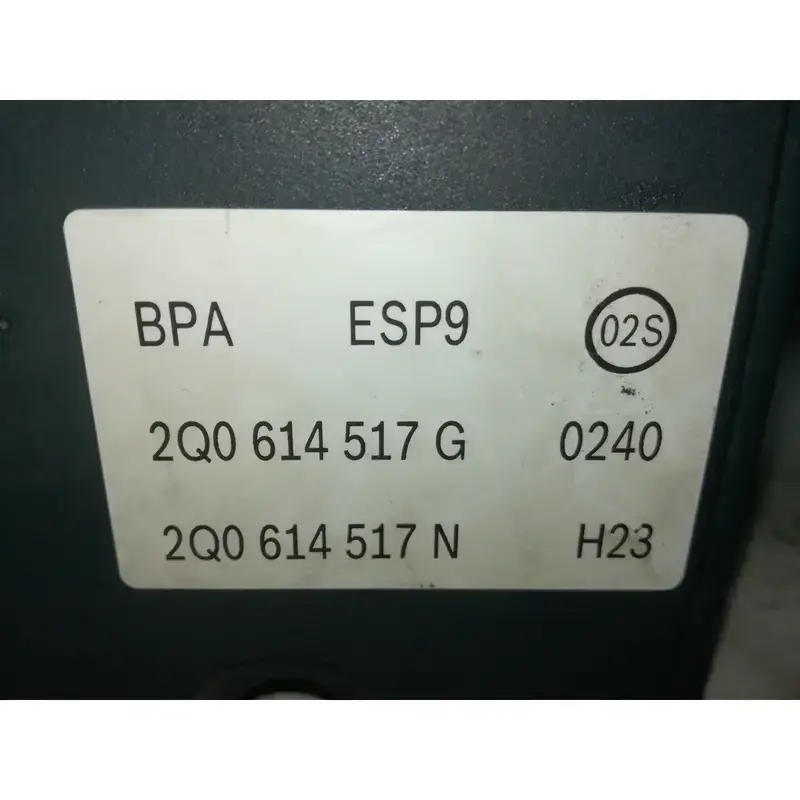 BPA ESP9 02S
2Q0 614 517 G 0240
2Q0 614 517 N H23